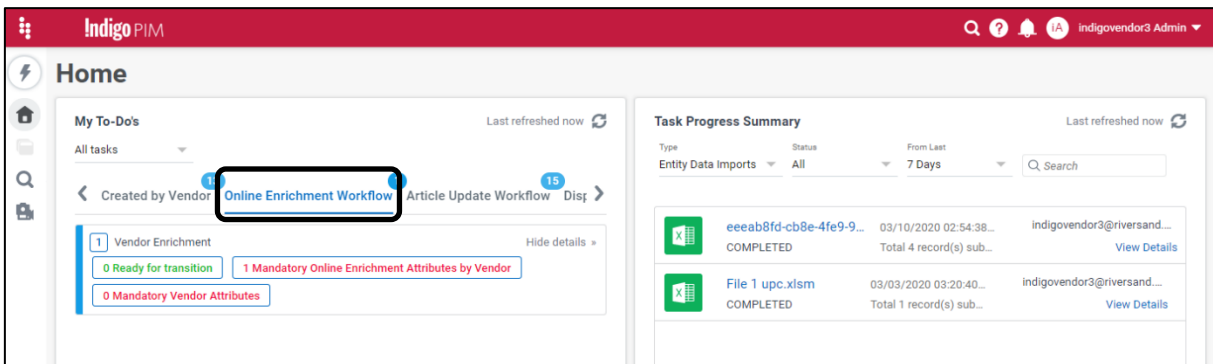 !ndigo PIM
iA indigovendor3 Admin
Home
My To-Do's
Last refreshed now
All tasks
Created by Vendor
Online Enrichment Workflow
Article Update Workflow 15
1 Vendor Enrichment
Hide details »
0 Ready for transition
1 Mandatory Online Enrichment Attributes by Vendor
0 Mandatory Vendor Attributes
Task Progress Summary
Last refreshed now
Type
Status
From Last
Entity Data Imports
All
7 Days
Search
eeeab8fd-cb8e-4fe9-9...
03/10/2020 02:54:38...
indigovendor3@riversand....
COMPLETED
Total 4 record(s) sub...
View Details
File 1 upc.xlsm
03/03/2020 03:20:40...
indigovendor3@riversand....
COMPLETED
Total 1 record(s) sub...
View Details